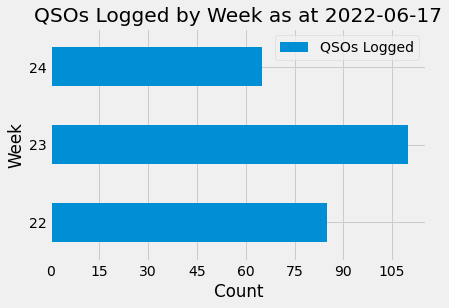 QSOs Logged by Week as at 2022-06-17
QSOs Logged
24
23
22
Week
0 15 30 45 60 75 90 105
Count